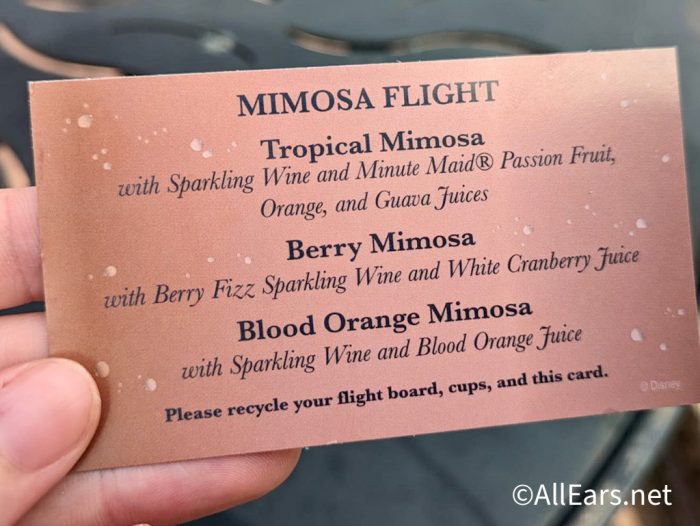 MIMOSA FLIGHT
Tropical Mimosa
with Sparkling Wine and Minute Maid® Passion Fruit,
Orange, and Guava Juices
Berry Mimosa
with Berry Fizz Sparkling Wine and White Cranberry Juice
Blood Orange Mimosa
with Sparkling Wine and Blood Orange Juice
Please recycle your flight board, cups, and this card.
© Disney
©AllEars.net